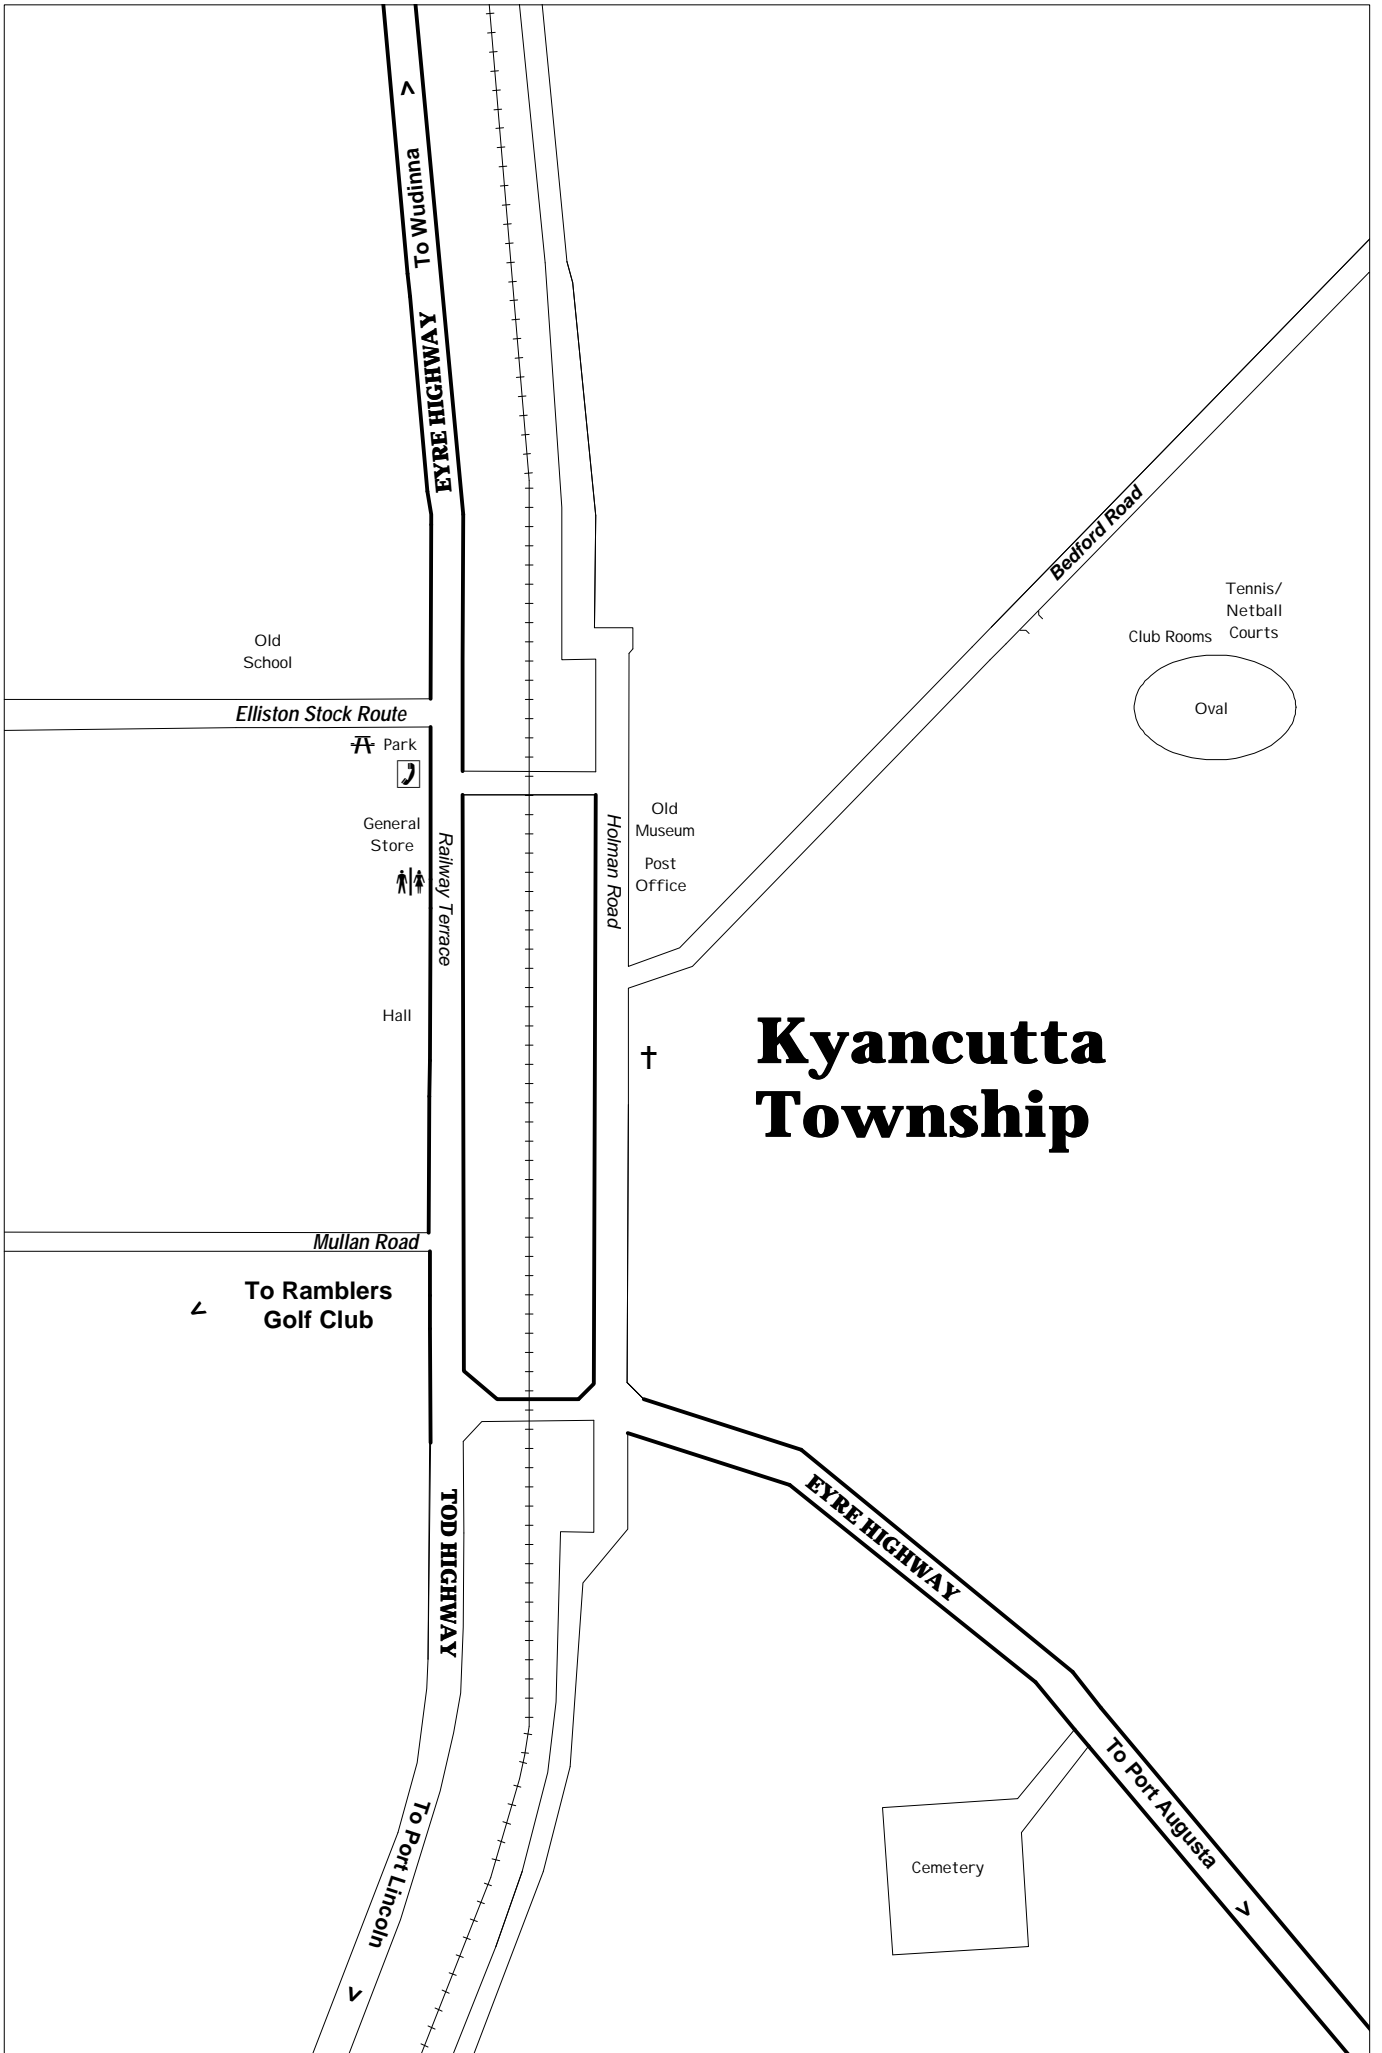 To Wudinna
EYRE HIGHWAY
Bedford Road
Tennis/
Netball
Courts
Club Rooms
Oval
Old
School
Elliston Stock Route
Park
General
Store
Railway Terrace
Holman Road
Old
Museum
Post
Office
Hall
Kyancutta
Township
Mullan Road
To Ramblers
Golf Club
TOD HIGHWAY
EYRE HIGHWAY
To Port Augusta
To Port Lincoln
Cemetery